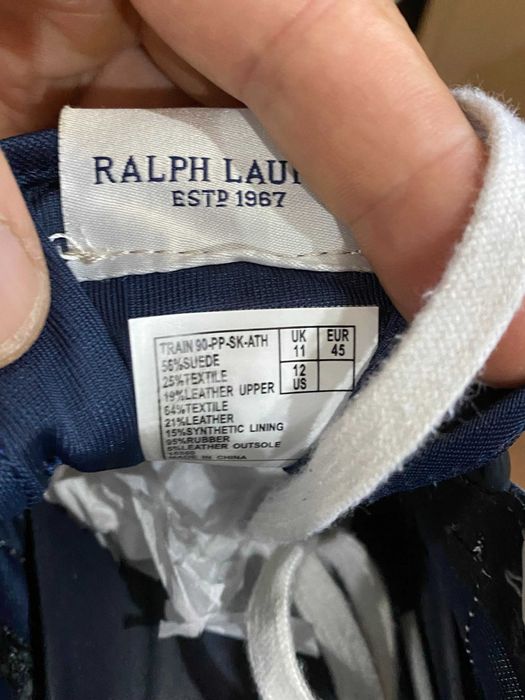 RALPH LAU
ESTD 1967
TRAIN 90-PP-SK-ATH
56%SUEDE
25%TEXTILE
19%LEATHER UPPER
64%TEXTILE
21%LEATHER
15%SYNTHETIC LINING
95%RUBBER
5%LEATHER OUTSOLE
MADE IN CHINA
UK EUR
11 45
12
US